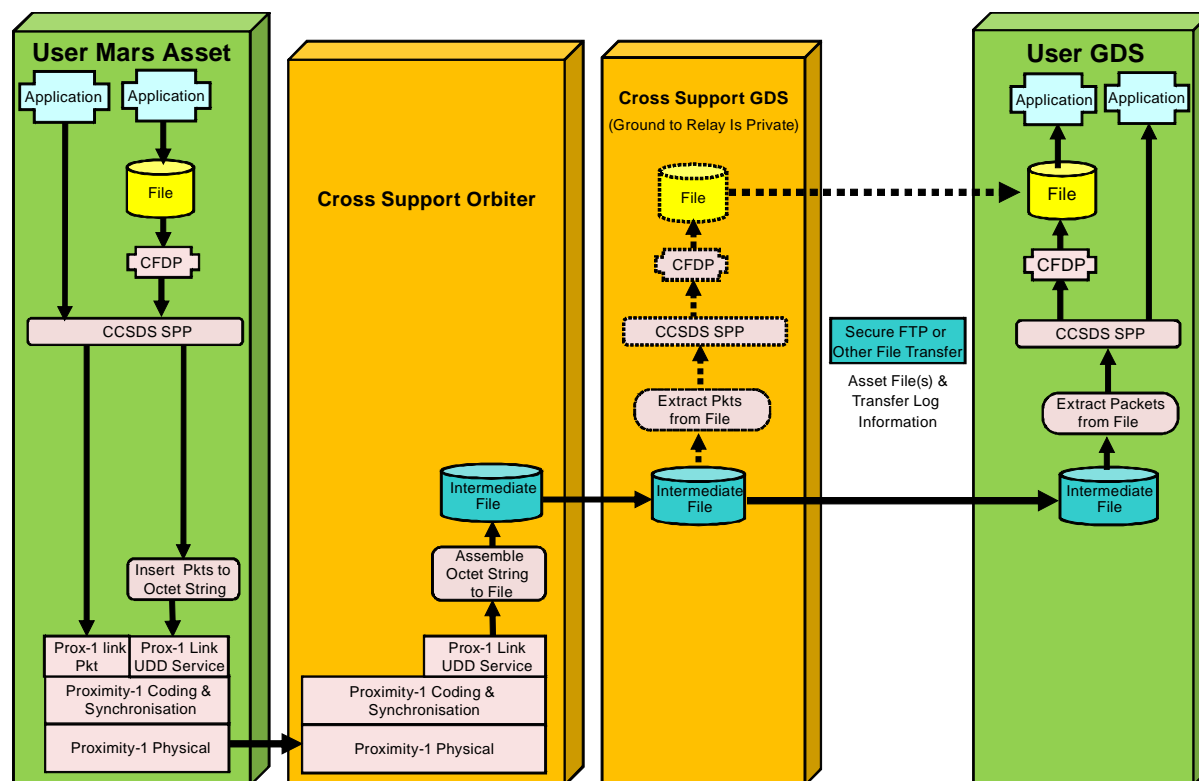 User Mars Asset
Application
Application
File
CFDP
CCSDS SPP
Insert Pkts to
Octet String
Prox-1 link
Pkt
Prox-1 Link
UDD Service
Proximity-1 Coding &
Synchronisation
Proximity-1 Physical
Cross Support Orbiter
Intermediate
File
Assemble
Octet String
to File
Prox-1 Link
UDD Service
Proximity-1 Coding &
Synchronisation
Proximity-1 Physical
Cross Support GDS
(Ground to Relay Is Private)
File
CFDP
CCSDS SPP
Extract Pkts
from File
Intermediate
File
Secure FTP or
Other File Transfer
Asset File(s) &
Transfer Log
Information
User GDS
Application
Application
File
CFDP
CCSDS SPP
Extract Packets
from File
Intermediate
File